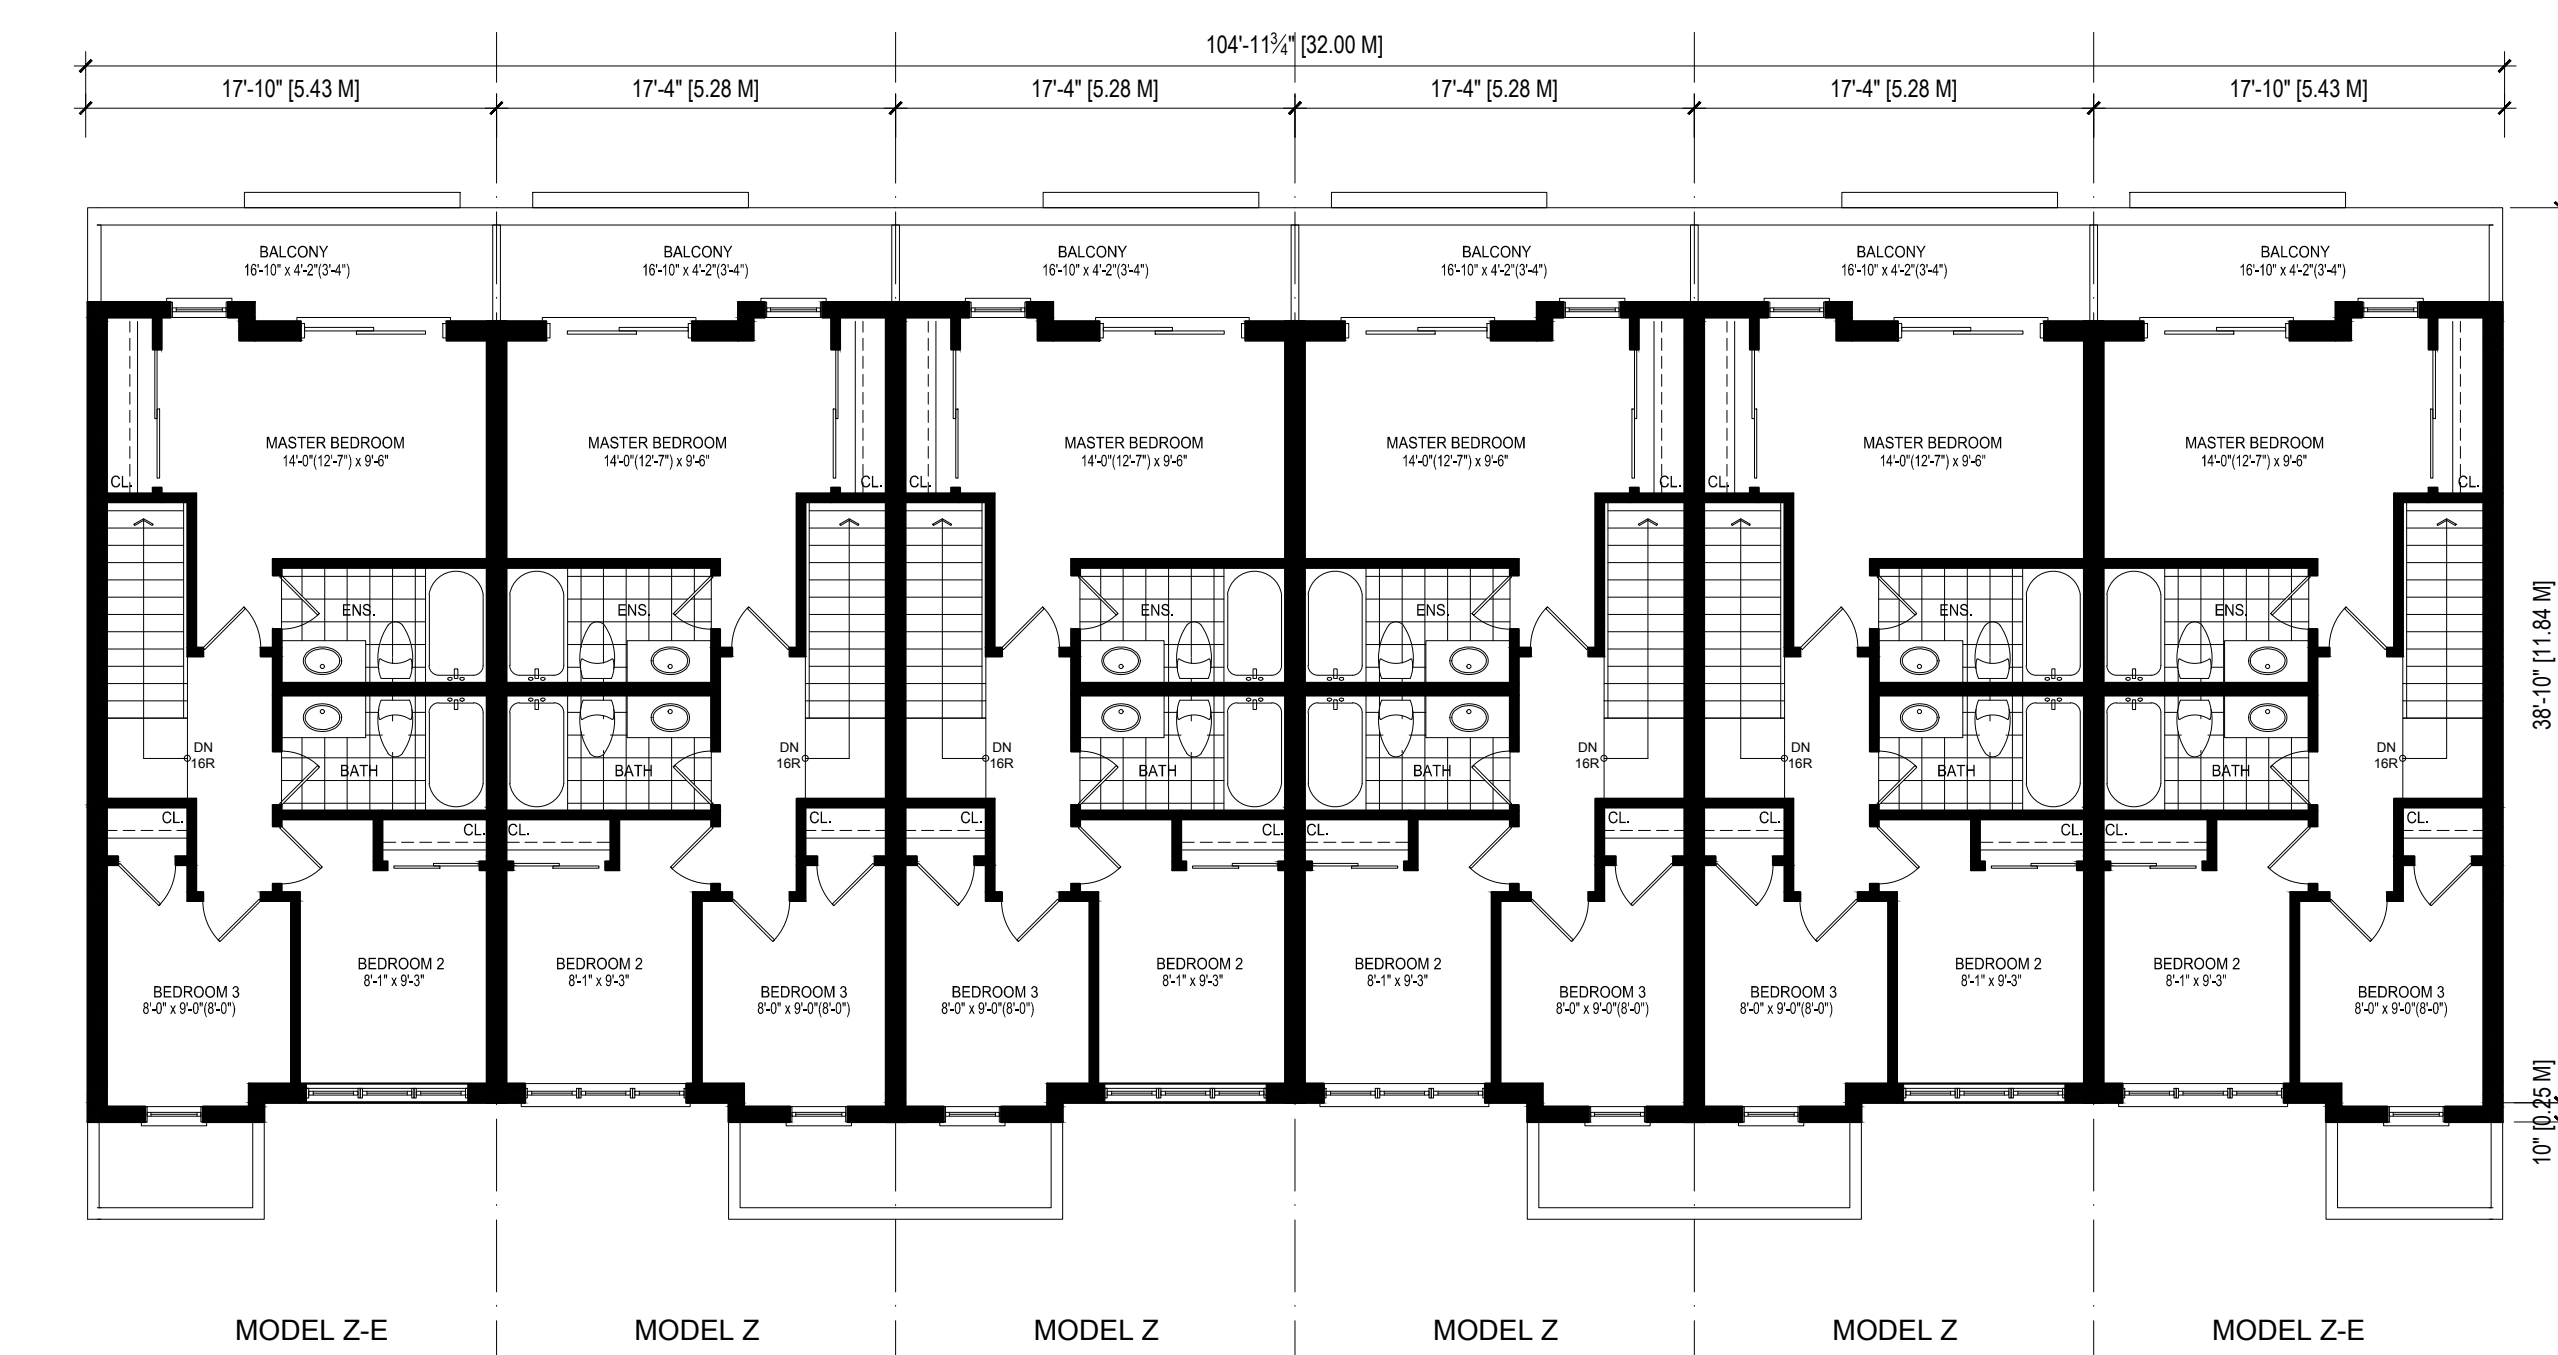 104'-11¾" [32.00 M]
17'-10" [5.43 M] 17'-4" [5.28 M] 17'-4" [5.28 M] 17'-4" [5.28 M] 17'-4" [5.28 M] 17'-10" [5.43 M]
BALCONY BALCONY BALCONY BALCONY BALCONY BALCONY
16'-10" x 4'-2"(3'-4") 16'-10" x 4'-2"(3'-4") 16'-10" x 4'-2"(3'-4") 16'-10" x 4'-2"(3'-4") 16'-10" x 4'-2"(3'-4") 16'-10" x 4'-2"(3'-4")
MASTER BEDROOM MASTER BEDROOM MASTER BEDROOM MASTER BEDROOM MASTER BEDROOM MASTER BEDROOM
14'-0"(12'-7") x 9'-6" 14'-0"(12'-7") x 9'-6" 14'-0"(12'-7") x 9'-6" 14'-0"(12'-7") x 9'-6" 14'-0"(12'-7") x 9'-6" 14'-0"(12'-7") x 9'-6"
CL. CL. CL. CL. CL. CL.
ENS. ENS. ENS. ENS. ENS. ENS.
38'-10" [11.84 M]
DN DN DN DN DN DN
16R 16R 16R 16R 16R 16R
BATH BATH BATH BATH BATH BATH
CL. CL. CL. CL. CL. CL.
CL. CL. CL. CL. CL. CL.
BEDROOM 2 BEDROOM 2 BEDROOM 2 BEDROOM 2 BEDROOM 2 BEDROOM 2
8'-1" x 9'-3" 8'-1" x 9'-3" 8'-1" x 9'-3" 8'-1" x 9'-3" 8'-1" x 9'-3" 8'-1" x 9'-3"
BEDROOM 3 BEDROOM 3 BEDROOM 3 BEDROOM 3 BEDROOM 3 BEDROOM 3
8'-0" x 9'-0"(8'-0") 8'-0" x 9'-0"(8'-0") 8'-0" x 9'-0"(8'-0") 8'-0" x 9'-0"(8'-0") 8'-0" x 9'-0"(8'-0") 8'-0" x 9'-0"(8'-0")
10" [0.25 M]
MODEL Z-E MODEL Z MODEL Z MODEL Z MODEL Z MODEL Z-E